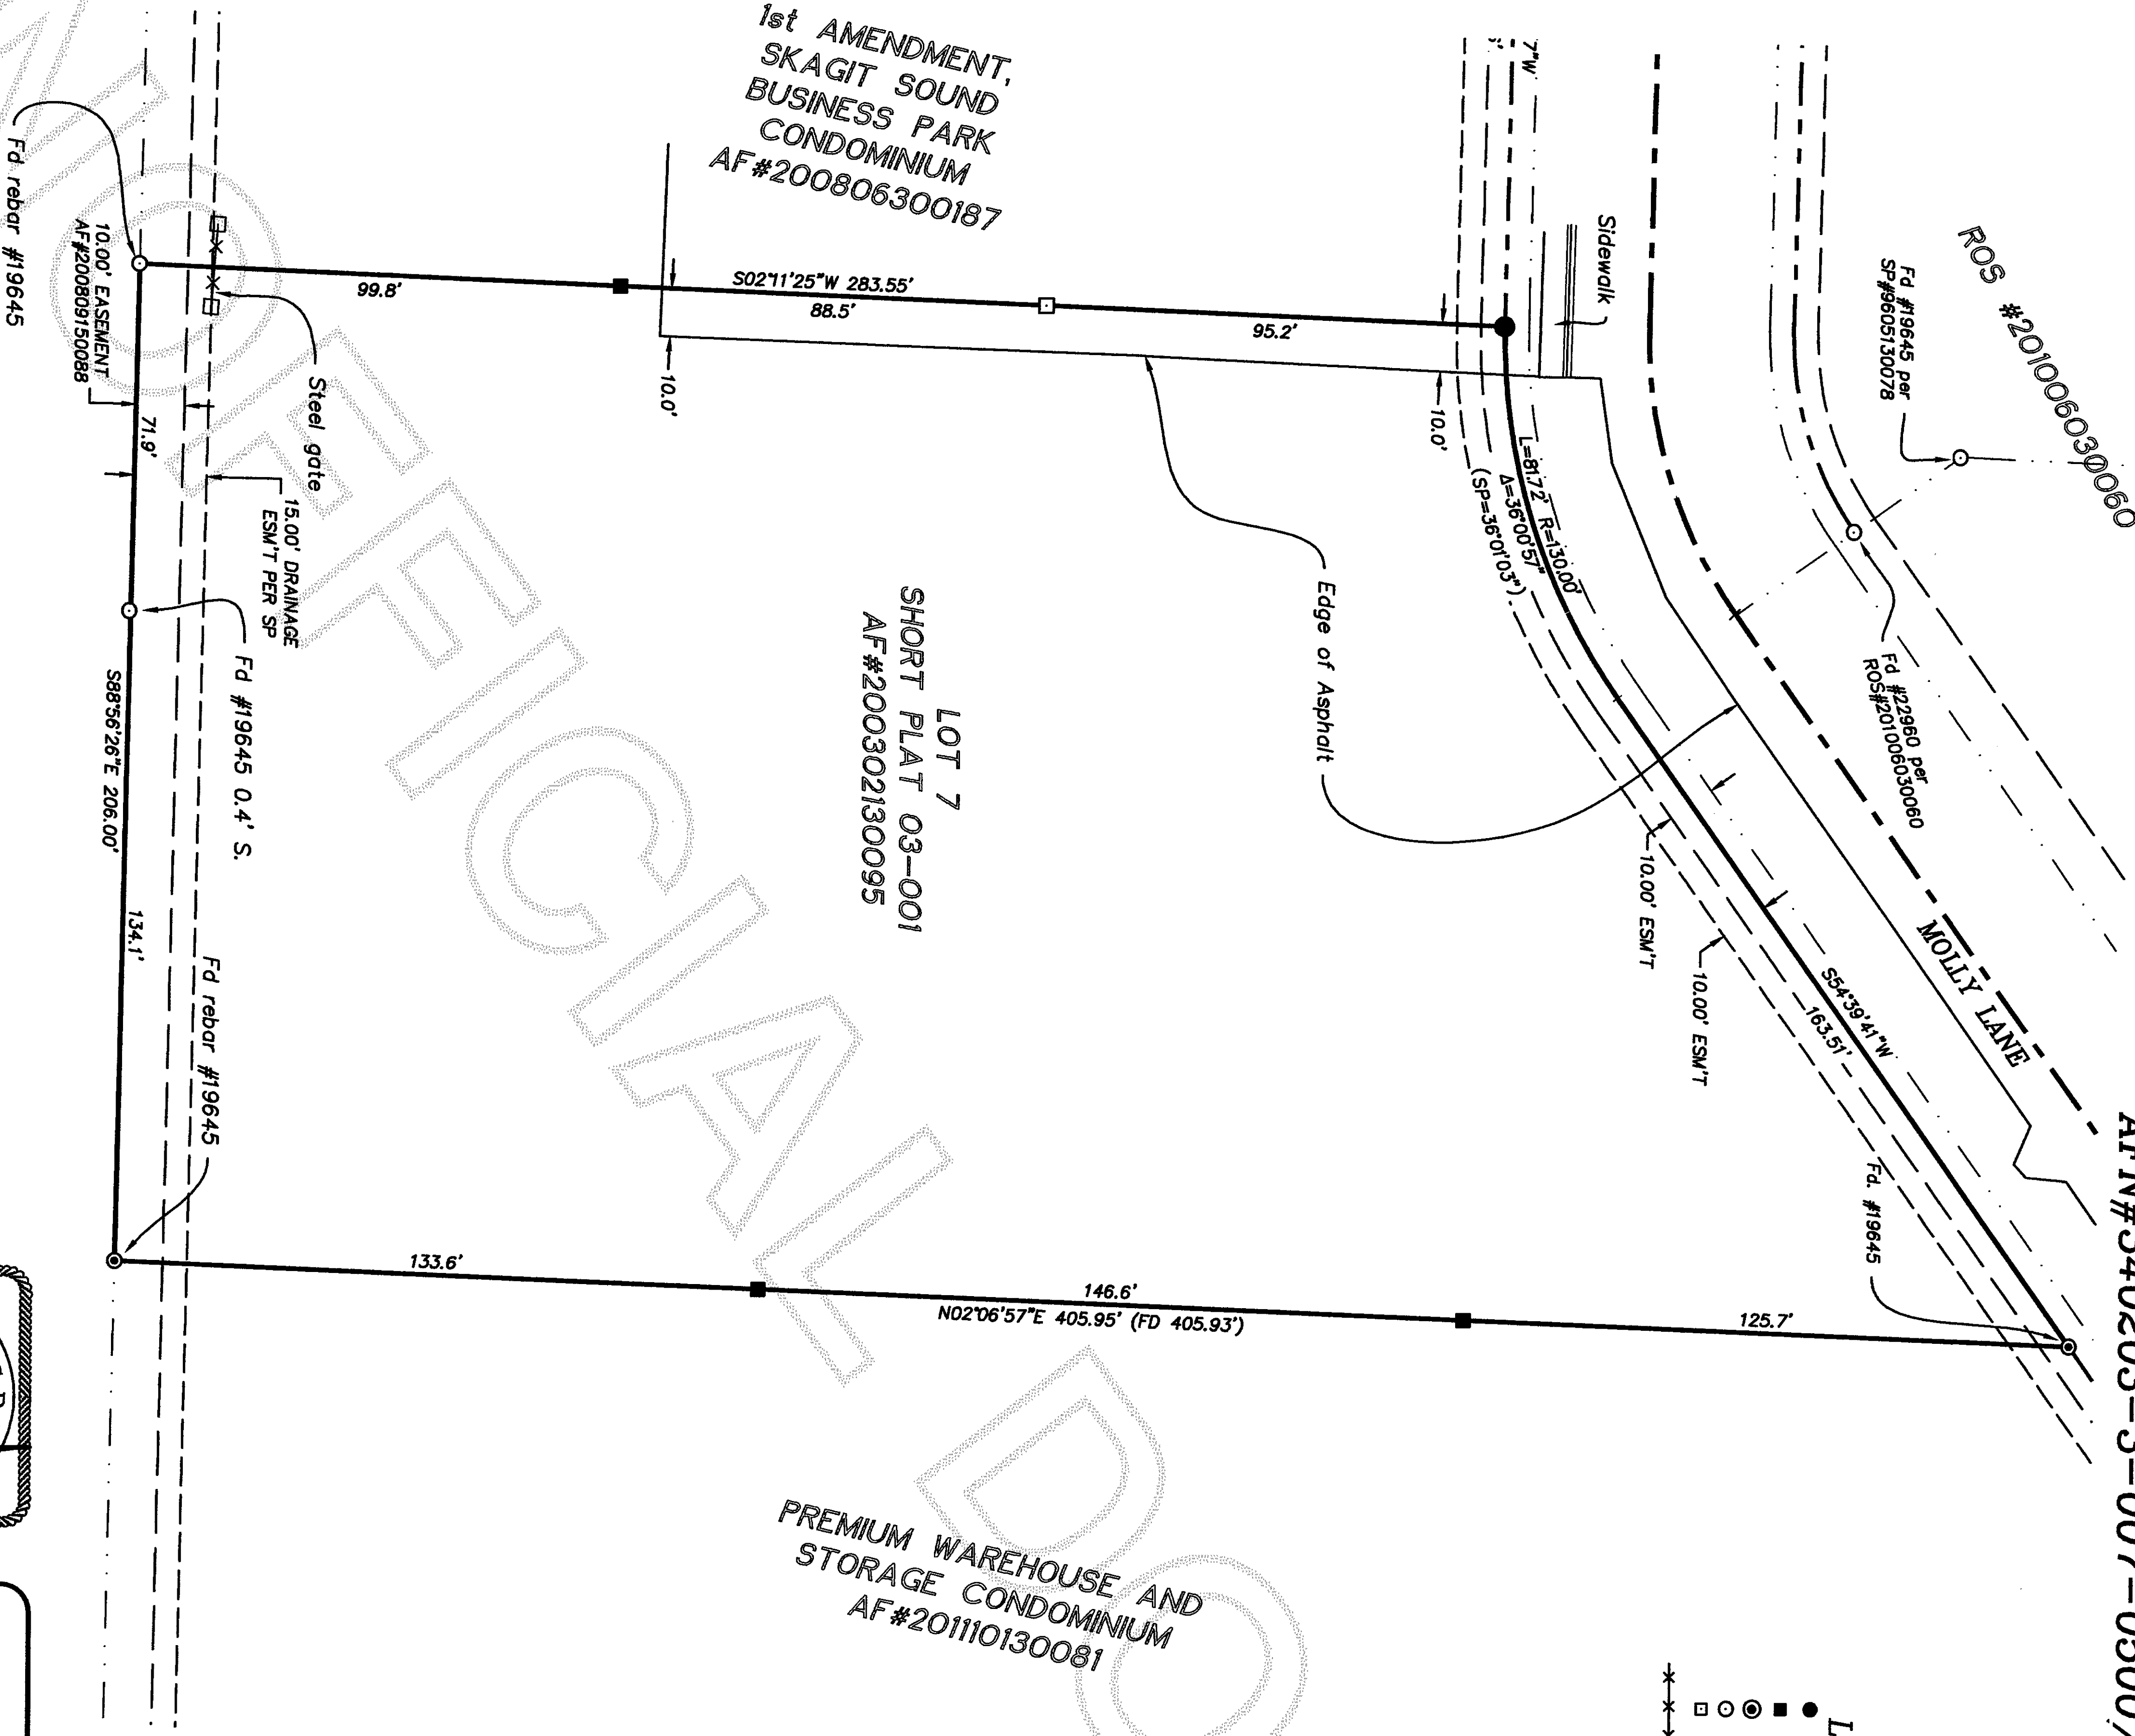 1st AMENDMENT,
SKAGIT SOUND
BUSINESS PARK
CONDOMINIUM
AF#200806300187
7"W
Sidewalk
ROS #201006030060
Fd #19645 per
SP#9605130078
Fd #22960 per
ROS#201006030060
S02°11'25"W 283.55'
99.8'
88.5'
95.2'
10.0'
10.0'
L=81.72' R=130.00'
Δ=36°00'57"
(SP=36°01'03")
Edge of Asphalt
10.00' ESM'T
10.00' ESM'T
MOLLY LANE
S54°39'41"W
163.51'
Fd. #19645
LOT 7
SHORT PLAT 03-001
AF#200302130095
Fd rebar #19645
10.00' EASEMENT
AF#200809150088
Steel gate
15.00' DRAINAGE
ESM'T PER SP
71.9'
Fd #19645 0.4' S.
S88°56'26"E 206.00'
134.1'
Fd rebar #19645
133.6'
146.6'
N02°06'57"E 405.95' (FD 405.93')
125.7'
PREMIUM WAREHOUSE AND
STORAGE CONDOMINIUM
AF#201110130081
OFFICIAL DO
L